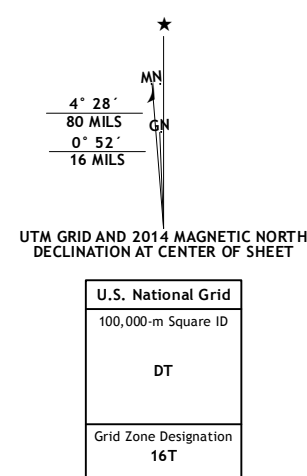 ★
MN
4° 28´
80 MILS
GN
0° 52´
16 MILS
UTM GRID AND 2014 MAGNETIC NORTH
DECLINATION AT CENTER OF SHEET
U.S. National Grid
100,000-m Square ID
DT
Grid Zone Designation
16T